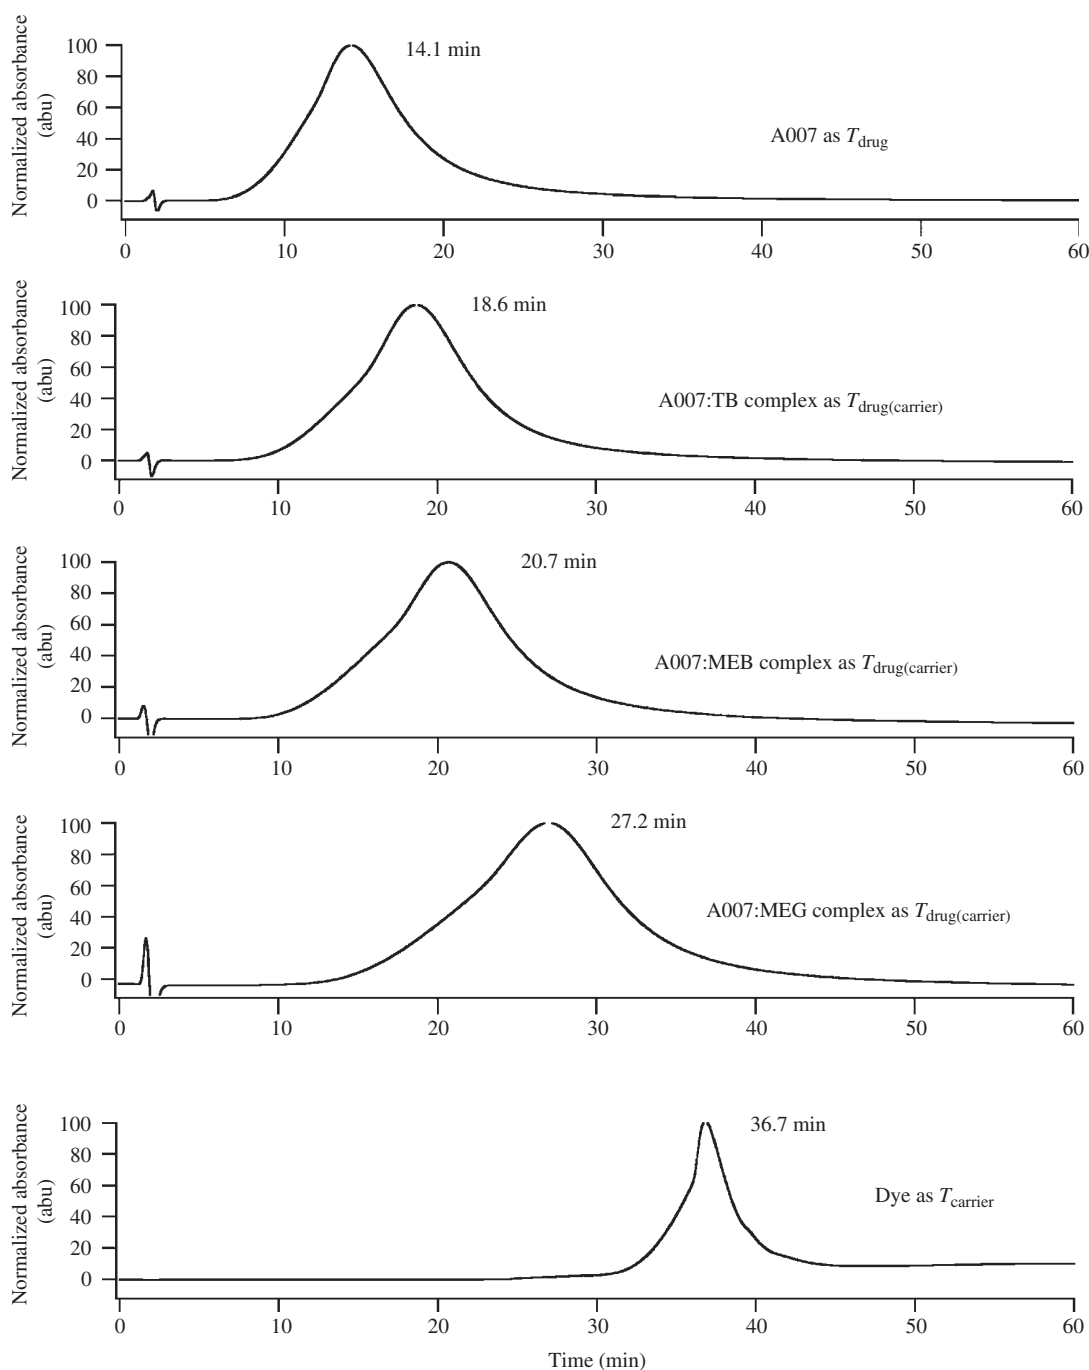 Normalized absorbance
(abu)
100
80
60
40
20
0
14.1 min
A007 as T_drug
0 10 20 30 40 50 60
Normalized absorbance
(abu)
100
80
60
40
20
0
18.6 min
A007:TB complex as T_drug(carrier)
0 10 20 30 40 50 60
Normalized absorbance
(abu)
100
80
60
40
20
0
20.7 min
A007:MEB complex as T_drug(carrier)
0 10 20 30 40 50 60
Normalized absorbance
(abu)
100
80
60
40
20
0
27.2 min
A007:MEG complex as T_drug(carrier)
0 10 20 30 40 50 60
Normalized absorbance
(abu)
100
80
60
40
20
0
36.7 min
Dye as T_carrier
0 10 20 30 40 50 60
Time (min)